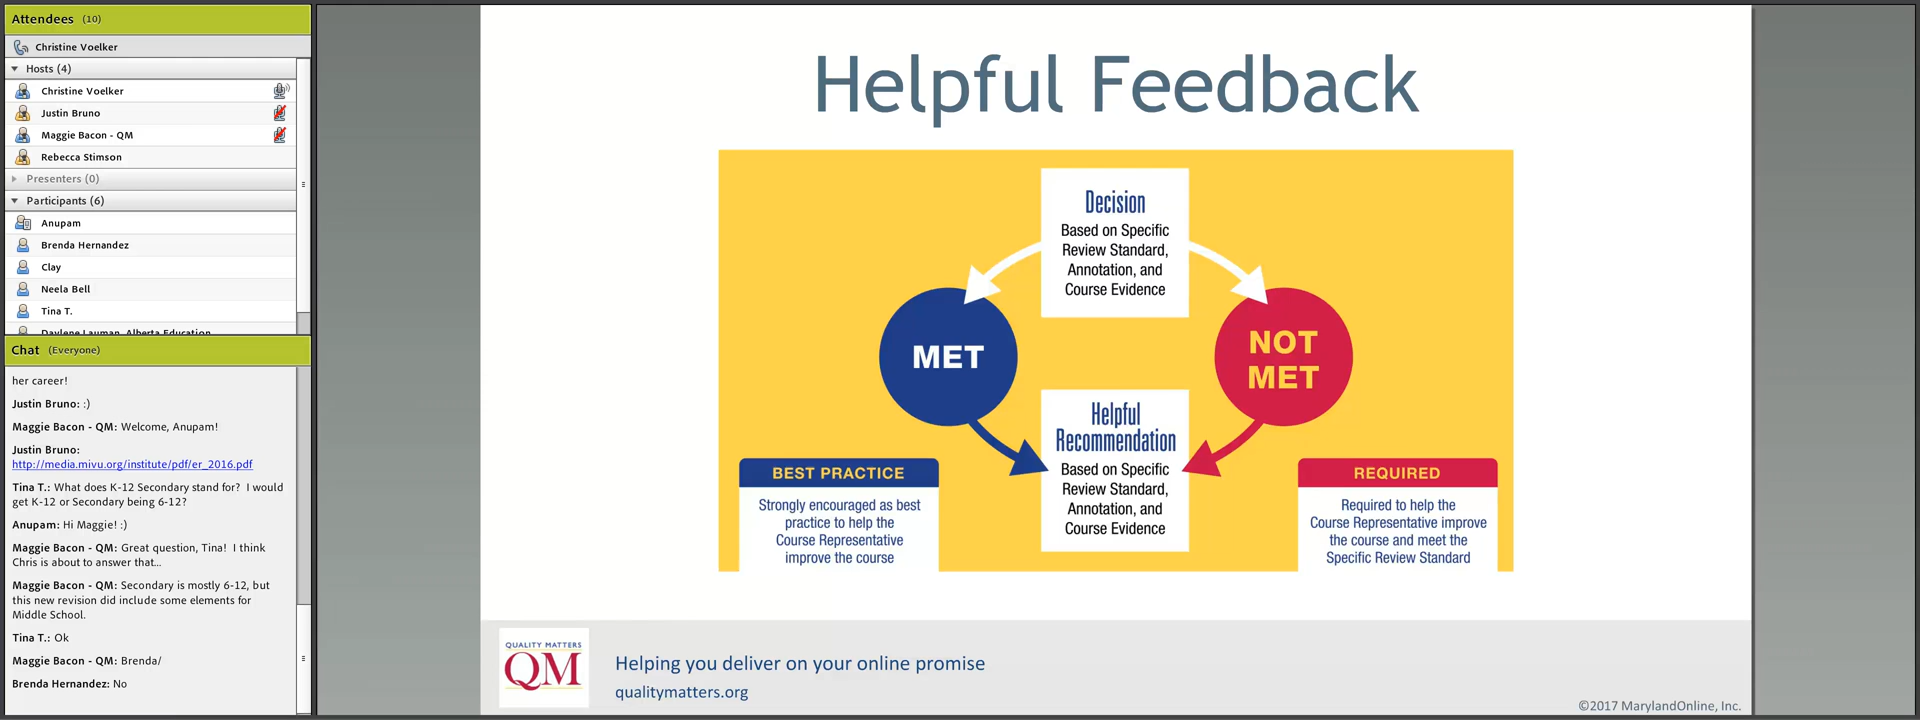 Attendees (10)
Christine Voelker
Hosts (4)
Christine Voelker
Justin Bruno
Maggie Bacon - QM
Rebecca Stimson
Presenters (0)
Participants (6)
Anupam
Brenda Hernandez
Clay
Neela Bell
Tina T.
Daylene Lauman, Alberta Education
Chat (Everyone)
her career!
Justin Bruno: :)
Maggie Bacon - QM: Welcome, Anupam!
Justin Bruno:
http://media.mivu.org/institute/pdf/er_2016.pdf
Tina T.: What does K-12 Secondary stand for? I would
get K-12 or Secondary being 6-12?
Anupam: Hi Maggie! :)
Maggie Bacon - QM: Great question, Tina! I think
Chris is about to answer that...
Maggie Bacon - QM: Secondary is mostly 6-12, but
this new revision did include some elements for
Middle School.
Tina T.: Ok
Maggie Bacon - QM: Brenda/
Brenda Hernandez: No
Helpful Feedback
Decision
Based on Specific
Review Standard,
Annotation, and
Course Evidence
MET
NOT
MET
Helpful
Recommendation
Based on Specific
Review Standard,
Annotation, and
Course Evidence
BEST PRACTICE
Strongly encouraged as best
practice to help the
Course Representative
improve the course
REQUIRED
Required to help the
Course Representative improve
the course and meet the
Specific Review Standard
QUALITY MATTERS
QM
Helping you deliver on your online promise
qualitymatters.org
©2017 MarylandOnline, Inc.